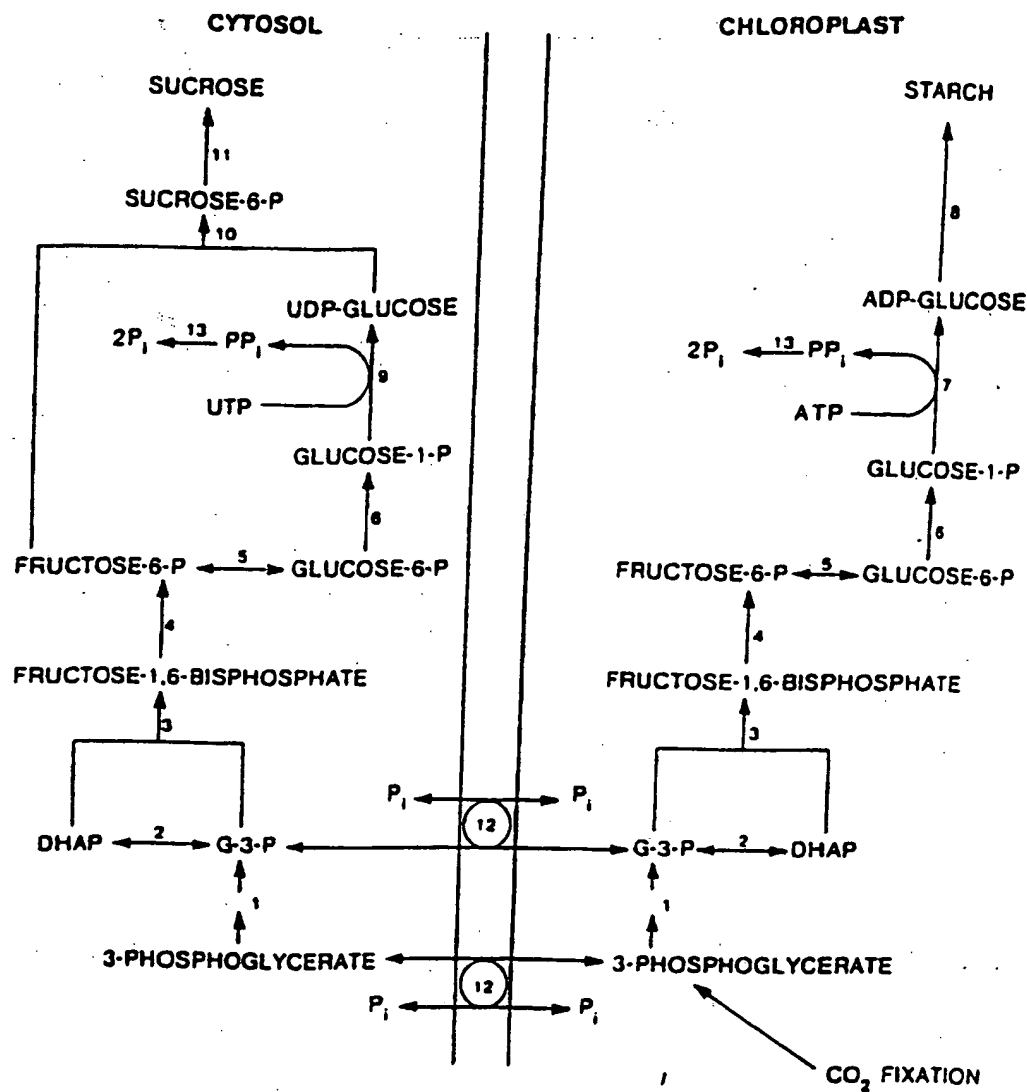 CYTOSOL
CHLOROPLAST
SUCROSE
STARCH
11
SUCROSE-6-P
10
8
UDP-GLUCOSE
ADP-GLUCOSE
2Pi 13 PPi
2Pi 13 PPi
9
7
UTP
ATP
GLUCOSE-1-P
GLUCOSE-1-P
6
6
FRUCTOSE-6-P 5 GLUCOSE-6-P
FRUCTOSE-6-P 5 GLUCOSE-6-P
4
4
FRUCTOSE-1,6-BISPHOSPHATE
FRUCTOSE-1,6-BISPHOSPHATE
3
3
Pi Pi
12
DHAP 2 G-3-P
G-3-P 2 DHAP
1
1
3-PHOSPHOGLYCERATE
3-PHOSPHOGLYCERATE
12
Pi Pi
CO2 FIXATION